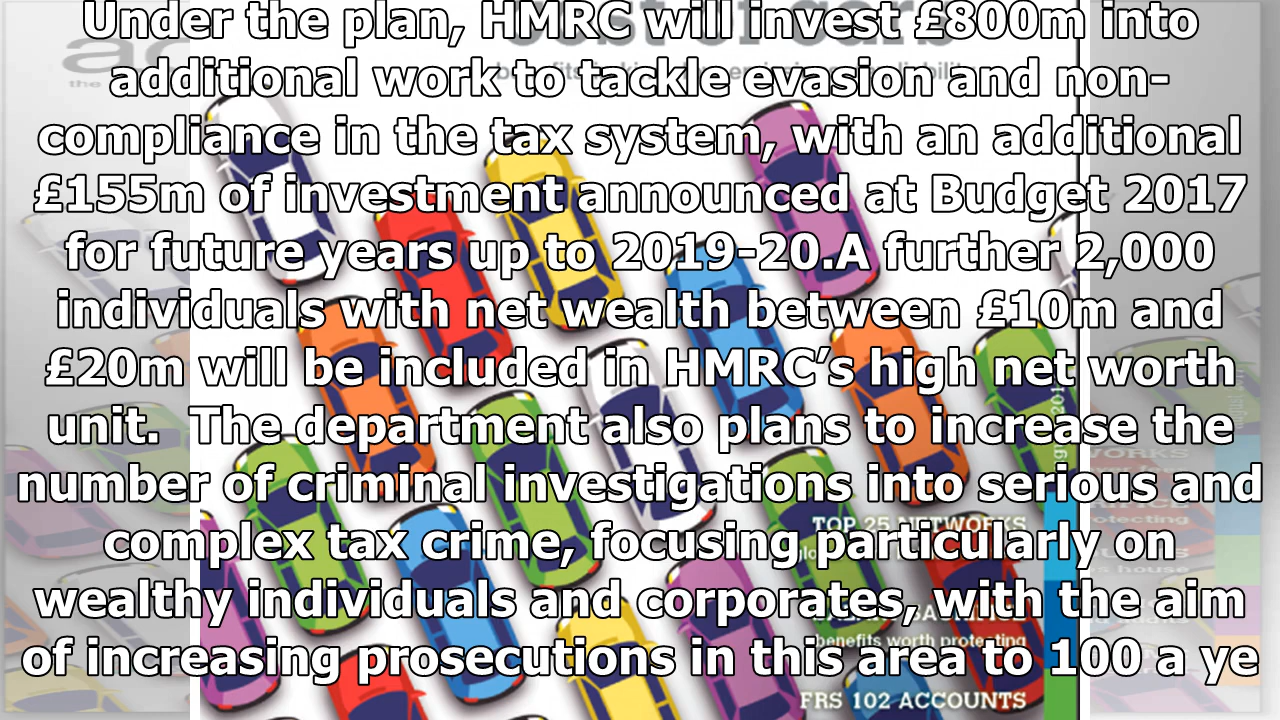 Under the plan, HMRC will invest £800m into
additional work to tackle evasion and non-
compliance in the tax system, with an additional
£155m of investment announced at Budget 2017
for future years up to 2019-20.A further 2,000
individuals with net wealth between £10m and
£20m will be included in HMRC’s high net worth
unit.  The department also plans to increase the
number of criminal investigations into serious and
complex tax crime, focusing particularly on
wealthy individuals and corporates, with the aim
of increasing prosecutions in this area to 100 a ye
TOP 25 NETWORKS
benefits worth protecting
FRS 102 ACCOUNTS